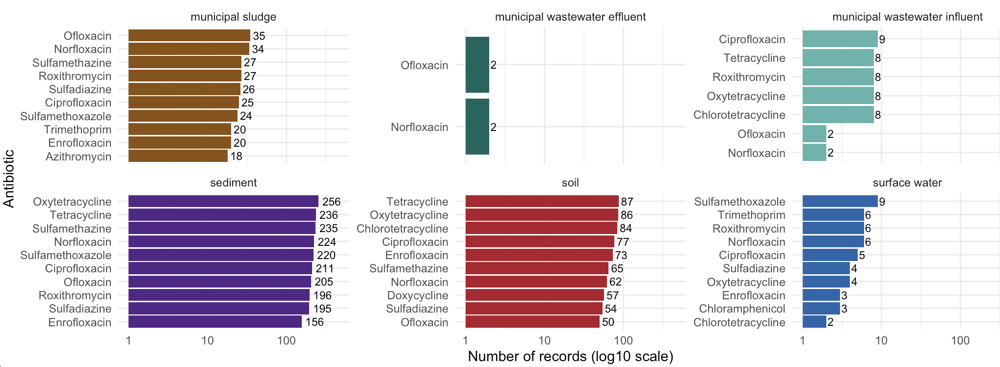 Antibiotic
municipal sludge
Ofloxacin 35
Norfloxacin 34
Sulfamethazine 27
Roxithromycin 27
Sulfadiazine 26
Ciprofloxacin 25
Sulfamethoxazole 24
Trimethoprim 20
Enrofloxacin 20
Azithromycin 18
municipal wastewater effluent
Ofloxacin 2
Norfloxacin 2
municipal wastewater influent
Ciprofloxacin 9
Tetracycline 8
Roxithromycin 8
Oxytetracycline 8
Chlorotetracycline 8
Ofloxacin 2
Norfloxacin 2
sediment
Oxytetracycline 256
Tetracycline 236
Sulfamethazine 235
Norfloxacin 224
Sulfamethoxazole 220
Ciprofloxacin 211
Ofloxacin 205
Roxithromycin 196
Sulfadiazine 195
Enrofloxacin 156
1 10 100
soil
Tetracycline 87
Oxytetracycline 86
Chlorotetracycline 84
Ciprofloxacin 77
Enrofloxacin 73
Sulfamethazine 65
Norfloxacin 62
Doxycycline 57
Sulfadiazine 54
Ofloxacin 50
1 10 100
surface water
Sulfamethoxazole 9
Trimethoprim 6
Roxithromycin 6
Norfloxacin 6
Ciprofloxacin 5
Sulfadiazine 4
Oxytetracycline 4
Enrofloxacin 3
Chloramphenicol 3
Chlorotetracycline 2
1 10 100
Number of records (log10 scale)